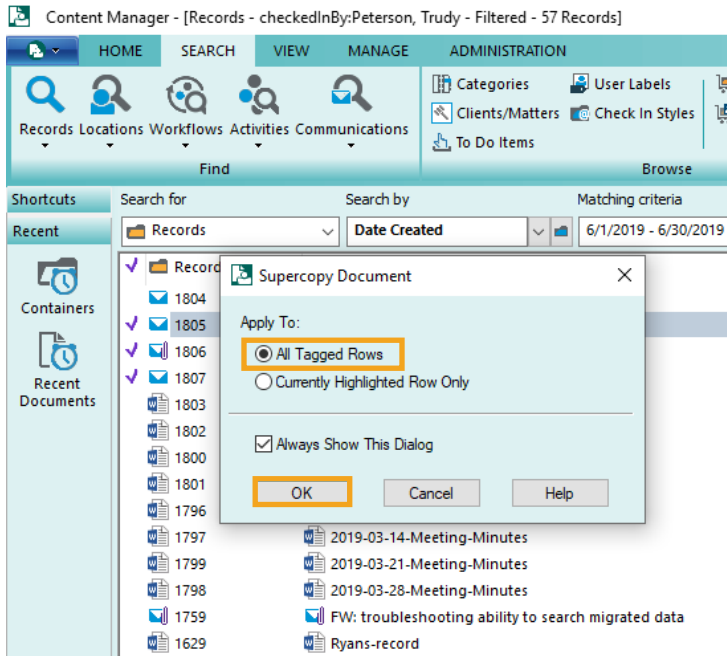 Content Manager - [Records - checkedInBy:Peterson, Trudy - Filtered - 57 Records]
HOME SEARCH VIEW MANAGE ADMINISTRATION
Categories User Labels
Records Locations Workflows Activities Communications
Clients/Matters Check In Styles
To Do Items
Find Browse
Shortcuts Search for Search by Matching criteria
Recent Records Date Created 6/1/2019 - 6/30/2019
Record
Supercopy Document
Containers
Recent Documents
Apply To:
All Tagged Rows
Currently Highlighted Row Only
Always Show This Dialog
OK Cancel Help
1804
1805
1806
1807
1803
1802
1800
1801
1796
1797 2019-03-14-Meeting-Minutes
1799 2019-03-21-Meeting-Minutes
1798 2019-03-28-Meeting-Minutes
1759 FW: troubleshooting ability to search migrated data
1629 Ryans-record